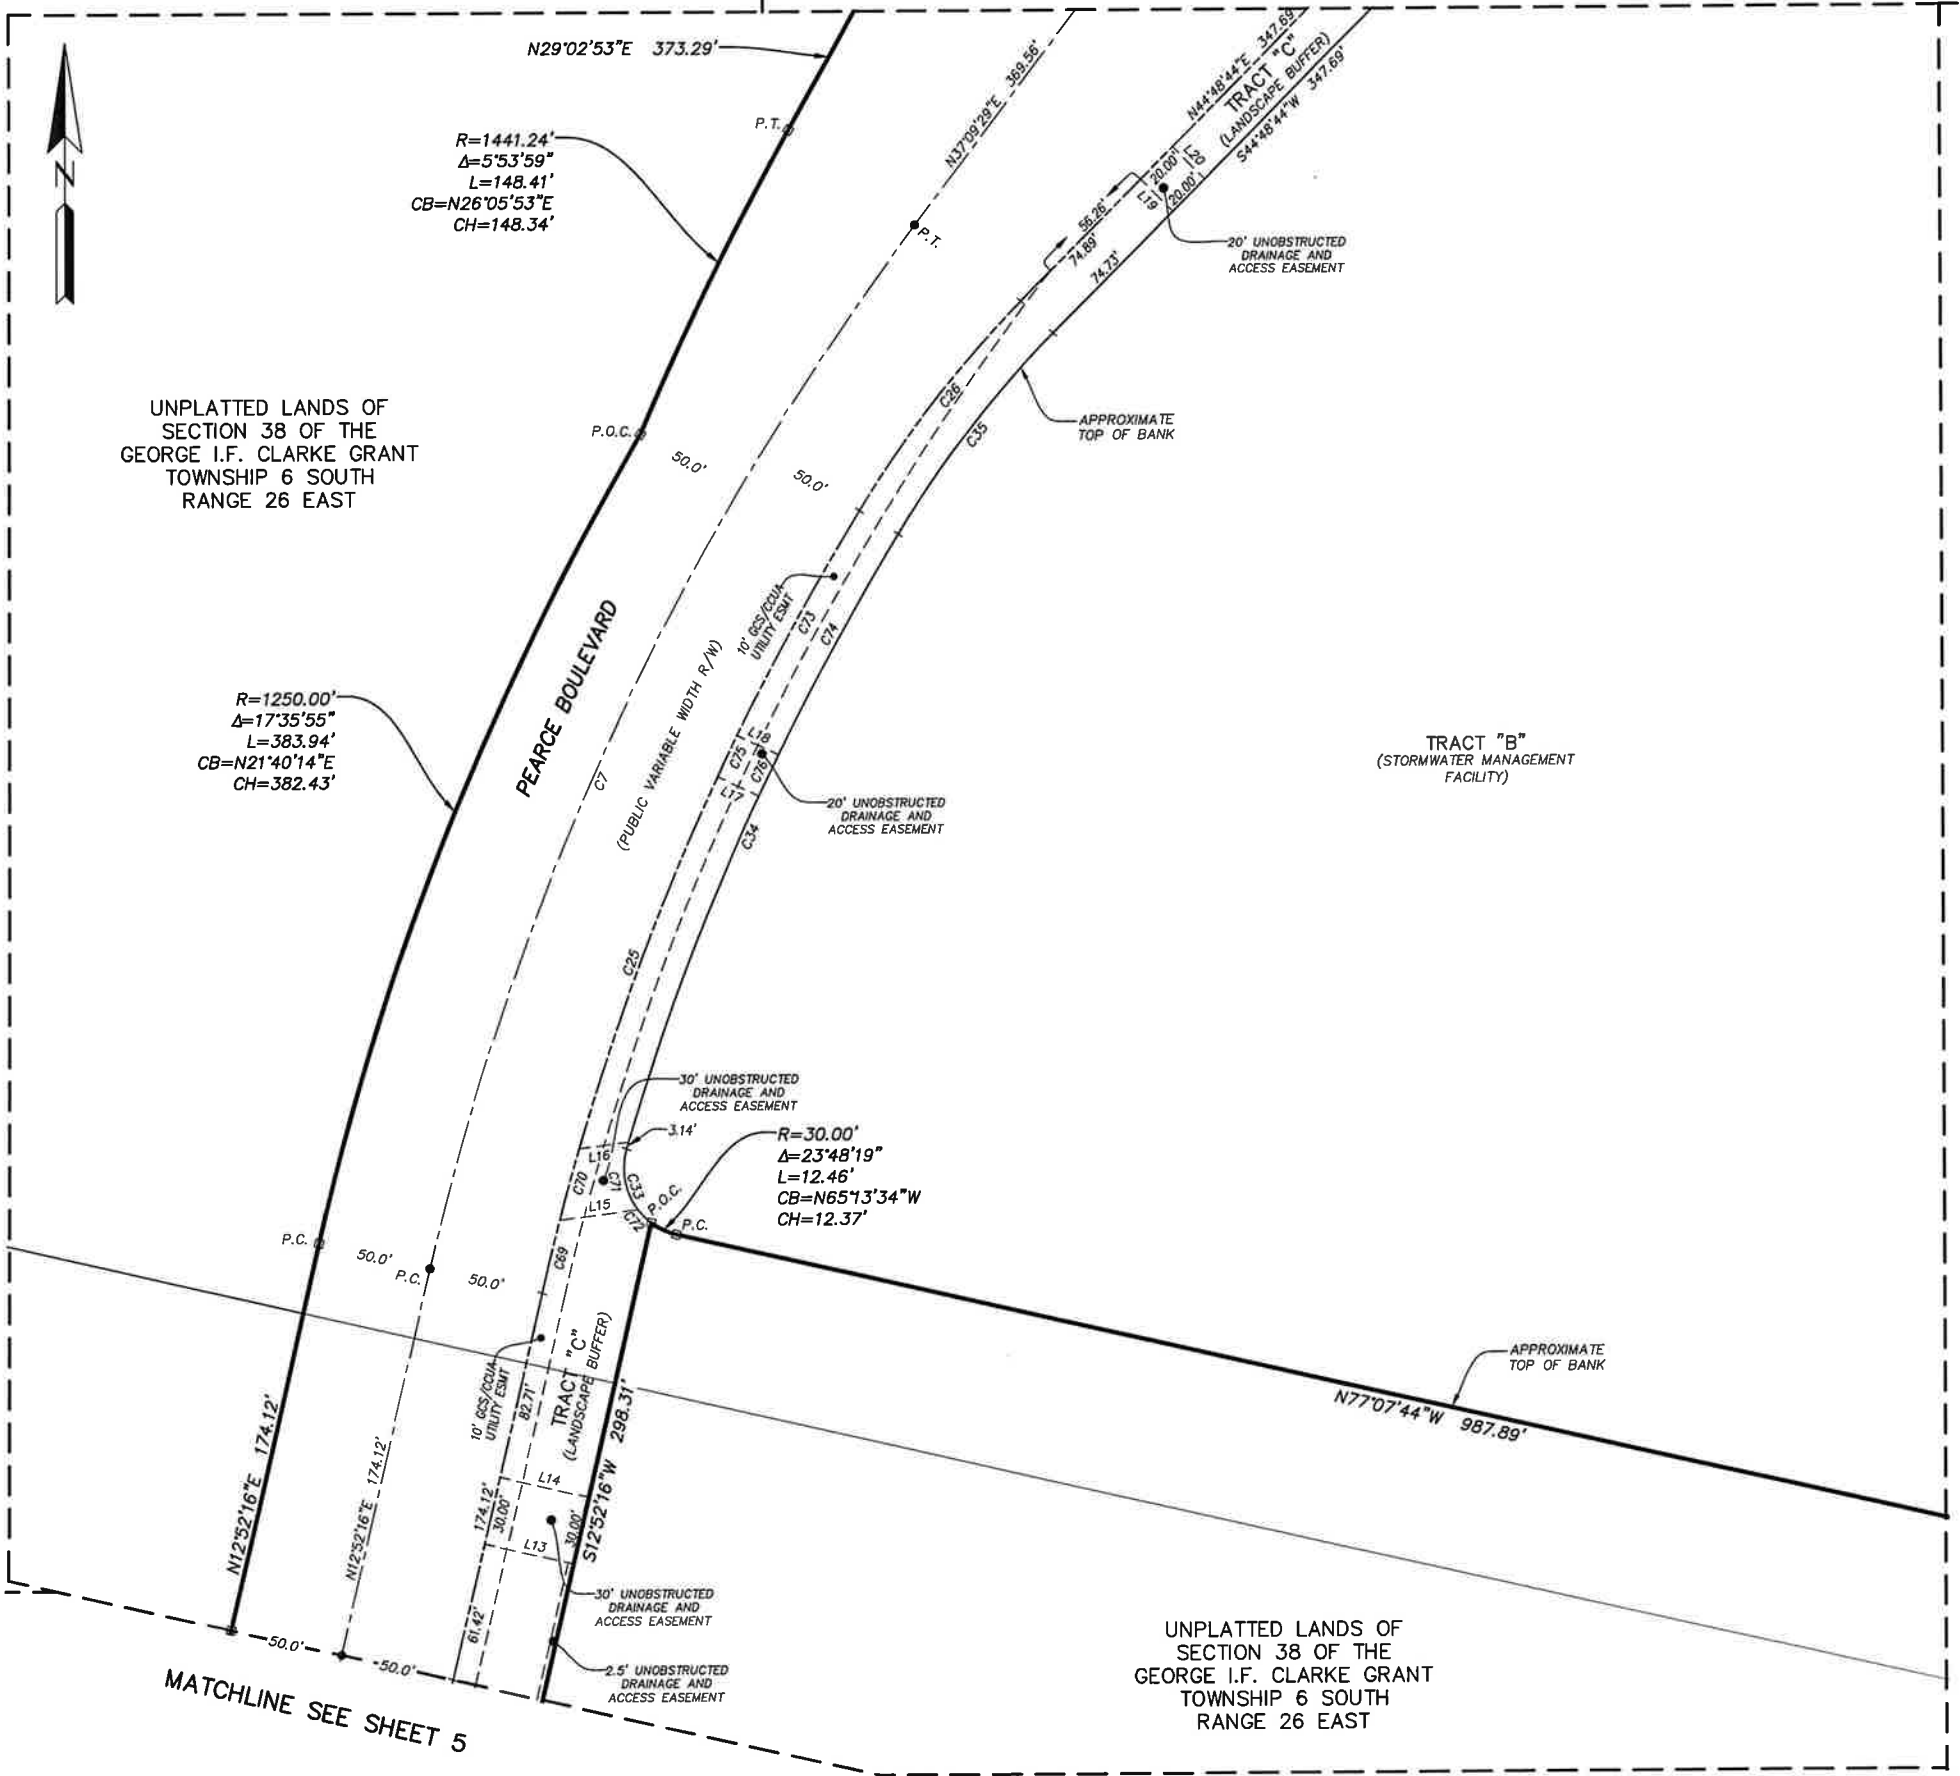 N29°02'53"E 373.29'
N
P.T.
R=1441.24'
Δ=5°53'59"
L=148.41'
CB=N26°05'53"E
CH=148.34'
N37°09'29"E 369.56'
P.T.
N44°48'44"E 347.69'
TRACT "C"
(LANDSCAPE BUFFER)
S44°48'44"W 347.69'
20.00'
L20
L19
20.00'
56.26'
74.89'
74.73'
20' UNOBSTRUCTED
DRAINAGE AND
ACCESS EASEMENT
UNPLATTED LANDS OF
SECTION 38 OF THE
GEORGE I.F. CLARKE GRANT
TOWNSHIP 6 SOUTH
RANGE 26 EAST
P.O.C.
50.0'
50.0'
C26
C35
APPROXIMATE
TOP OF BANK
10' GCS/CCUA
UTILITY ESMT
C73
C74
PEARCE BOULEVARD
(PUBLIC VARIABLE WIDTH R/W)
C7
R=1250.00'
Δ=17°35'55"
L=383.94'
CB=N21°40'14"E
CH=382.43'
L18
C75
C76
L17
20' UNOBSTRUCTED
DRAINAGE AND
ACCESS EASEMENT
C34
TRACT "B"
(STORMWATER MANAGEMENT
FACILITY)
C25
30' UNOBSTRUCTED
DRAINAGE AND
ACCESS EASEMENT
3.14'
R=30.00'
Δ=23°48'19"
L=12.46'
CB=N65°13'34"W
CH=12.37'
L16
C70
C71
C33
L15
C72
P.O.C.
P.C.
P.C.
50.0'
P.C.
50.0'
C69
10' GCS/CCUA
UTILITY ESMT
82.71'
TRACT "C"
(LANDSCAPE BUFFER)
S12°52'16"W 298.31'
APPROXIMATE
TOP OF BANK
N77°07'44"W 987.89'
N12°52'16"E 174.12'
N12°52'16"E 174.12'
174.12'
30.00'
L14
30.00'
L13
61.42'
30' UNOBSTRUCTED
DRAINAGE AND
ACCESS EASEMENT
2.5' UNOBSTRUCTED
DRAINAGE AND
ACCESS EASEMENT
50.0'
50.0'
MATCHLINE SEE SHEET 5
UNPLATTED LANDS OF
SECTION 38 OF THE
GEORGE I.F. CLARKE GRANT
TOWNSHIP 6 SOUTH
RANGE 26 EAST